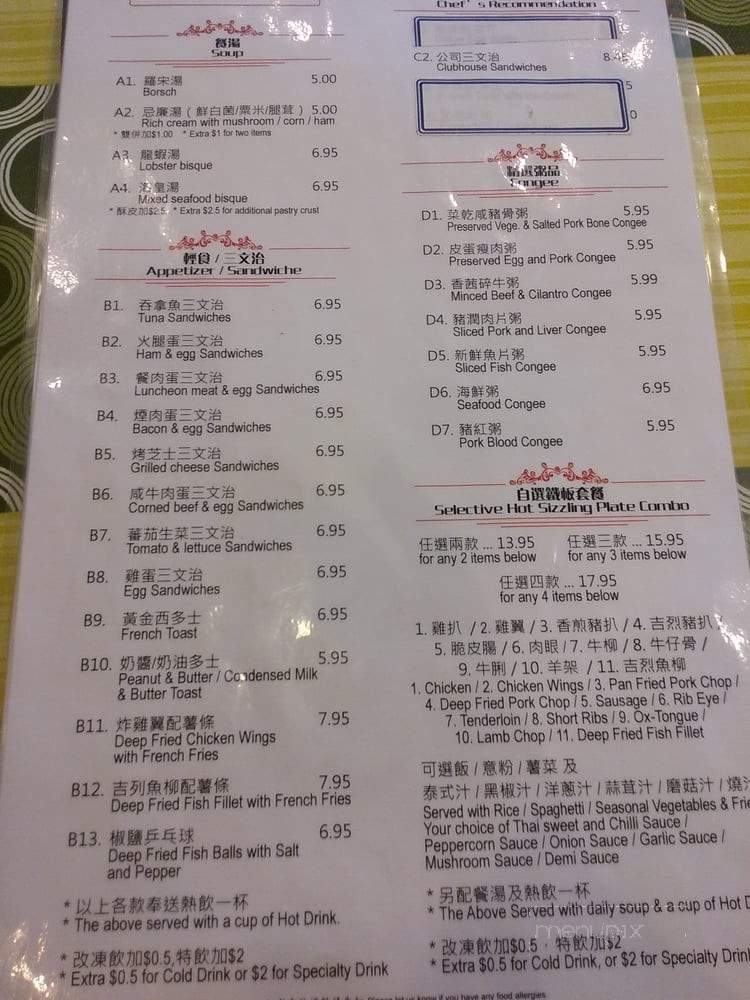 餐湯
Soup
A1. 羅宋湯 5.00
Borsch
A2. 忌廉湯 ( 鮮白菌/粟米/腿茸 ) 5.00
Rich cream with mushroom / corn / ham
* 雙併加$1.00 * Extra $1 for two items
A3. 龍蝦湯 6.95
Lobster bisque
A4. 海皇湯 6.95
Mixed seafood bisque
* 酥皮加$2.5 * Extra $2.5 for additional pastry crust
輕食 / 三文治
Appetizer / Sandwiche
B1. 吞拿魚三文治 6.95
Tuna Sandwiches
B2. 火腿蛋三文治 6.95
Ham & egg Sandwiches
B3. 餐肉蛋三文治 6.95
Luncheon meat & egg Sandwiches
B4. 煙肉蛋三文治 6.95
Bacon & egg Sandwiches
B5. 烤芝士三文治 6.95
Grilled cheese Sandwiches
B6. 咸牛肉蛋三文治 6.95
Corned beef & egg Sandwiches
B7. 蕃茄生菜三文治 6.95
Tomato & lettuce Sandwiches
B8. 雞蛋三文治 6.95
Egg Sandwiches
B9. 黃金西多士 6.95
French Toast
B10. 奶醬/奶油多士 5.95
Peanut & Butter / Condensed Milk
& Butter Toast
B11. 炸雞翼配薯條 7.95
Deep Fried Chicken Wings
with French Fries
B12. 吉列魚柳配薯條 7.95
Deep Fried Fish Fillet with French Fries
B13. 椒鹽乒乓球 6.95
Deep Fried Fish Balls with Salt
and Pepper
* 以上各款奉送熱飲一杯
* The above served with a cup of Hot Drink.
* 改凍飲加$0.5,特飲加$2
* Extra $0.5 for Cold Drink or $2 for Specialty Drink
Chef's Recommendation
C2. 公司三文治 8.95
Clubhouse Sandwiches
5
0
精選粥品
Congee
D1. 菜乾咸豬骨粥 5.95
Preserved Vege. & Salted Pork Bone Congee
D2. 皮蛋瘦肉粥 5.95
Preserved Egg and Pork Congee
D3. 香茜碎牛粥 5.99
Minced Beef & Cilantro Congee
D4. 豬潤肉片粥 5.95
Sliced Pork and Liver Congee
D5. 新鮮魚片粥 5.95
Sliced Fish Congee
D6. 海鮮粥 6.95
Seafood Congee
D7. 豬紅粥 5.95
Pork Blood Congee
自選鐵板套餐
Selective Hot Sizzling Plate Combo
任選兩款 ... 13.95 任選三款 ... 15.95
for any 2 items below for any 3 items below
任選四款 ... 17.95
for any 4 items below
1. 雞扒 / 2. 雞翼 / 3. 香煎豬扒 / 4. 吉烈豬扒 /
5. 脆皮腸 / 6. 肉眼 / 7. 牛柳 / 8. 牛仔骨 /
9. 牛脷 / 10. 羊架 / 11. 吉烈魚柳
1. Chicken / 2. Chicken Wings / 3. Pan Fried Pork Chop /
4. Deep Fried Pork Chop / 5. Sausage / 6. Rib Eye /
7. Tenderloin / 8. Short Ribs / 9. Ox-Tongue /
10. Lamb Chop / 11. Deep Fried Fish Fillet
可選飯 / 意粉 / 薯菜 及
泰式汁 / 黑椒汁 / 洋蔥汁 / 蒜茸汁 / 磨菇汁 / 燒汁
Served with Rice / Spaghetti / Seasonal Vegetables & Frie
Your choice of Thai sweet and Chilli Sauce /
Peppercorn Sauce / Onion Sauce / Garlic Sauce /
Mushroom Sauce / Demi Sauce
* 另配餐湯及熱飲一杯
* The Above Served with daily soup & a cup of Hot D
menupix
* 改凍飲加$0.5，特飲加$2
* Extra $0.5 for Cold Drink, or $2 for Specialty Drin
Please let us know if you have any food allergies.